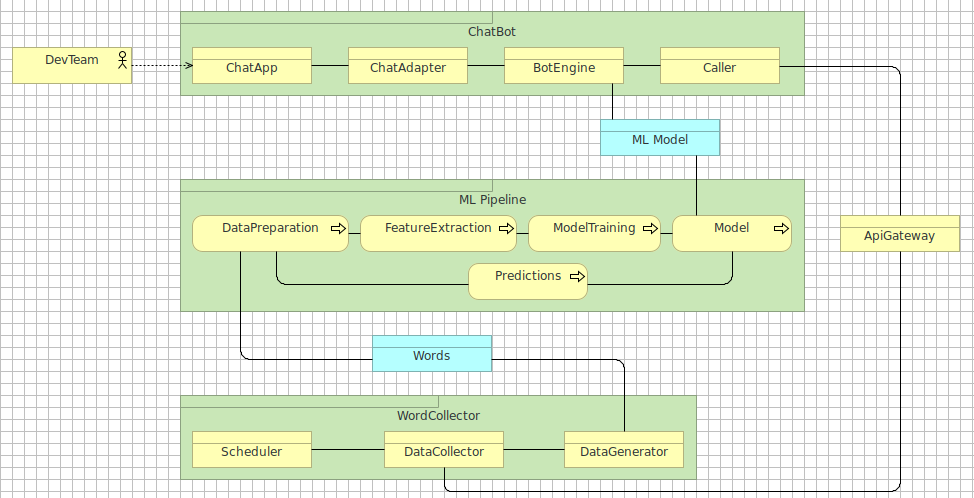 ChatBot
DevTeam
ChatApp
ChatAdapter
BotEngine
Caller
ML Model
ML Pipeline
DataPreparation
FeatureExtraction
ModelTraining
Model
ApiGateway
Predictions
Words
WordCollector
Scheduler
DataCollector
DataGenerator